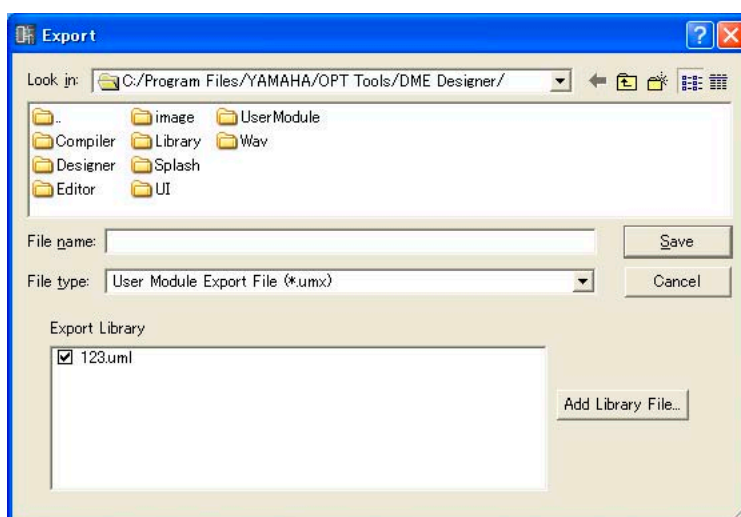 Export
Look in: C:/Program Files/YAMAHA/OPT Tools/DME Designer/
.. image UserModule
Compiler Library Wav
Designer Splash
Editor UI
File name: Save
File type: User Module Export File (*.umx) Cancel
Export Library
123.uml
Add Library File...